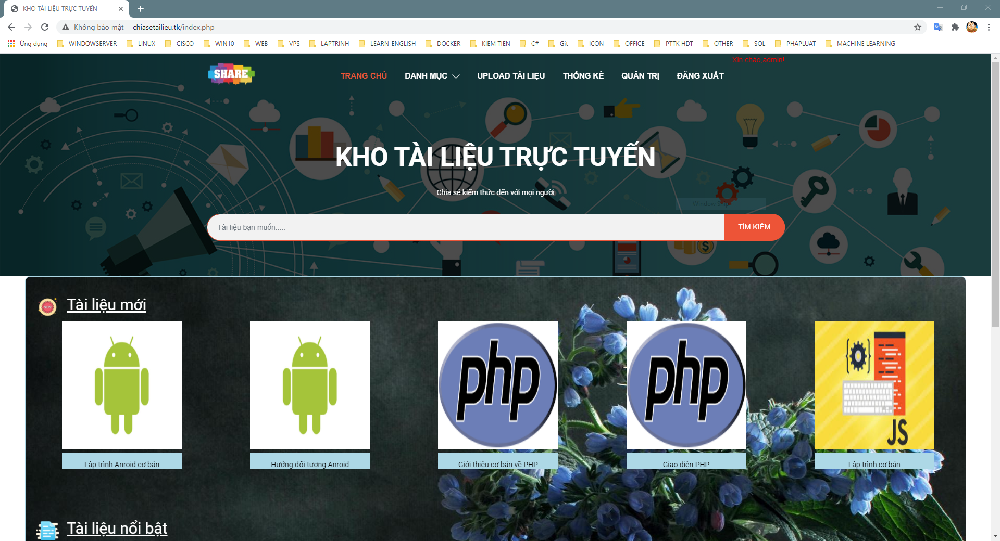 KHO TÀI LIỆU TRỰC TUYẾN
Không bảo mật
chiasetailieu.tk/index.php
Ứng dụng
WINDOWSERVER
LINUX
CISCO
WIN10
WEB
VPS
LAPTRINH
LEARN-ENGLISH
DOCKER
KIEM TIEN
C#
Git
ICON
OFFICE
PTTK HDT
OTHER
SQL
PHAPLUAT
MACHINE LEARNING
Xin chào,admin!
SHARE
TRANG CHỦ
DANH MỤC
UPLOAD TÀI LIỆU
THỐNG KÊ
QUẢN TRỊ
ĐĂNG XUẤT
KHO TÀI LIỆU TRỰC TUYẾN
Chia sẻ kiếm thức đến với mọi người
Window Snip
Tài liệu bạn muốn.....
TÌM KIẾM
NEW
Tài liệu mới
php
php
JS
Lập trình Anroid cơ bản
Hướng đối tượng Anroid
Giới thiệu cơ bản về PHP
Giao diện PHP
Lập trình cơ bản
Tài liệu nổi bật